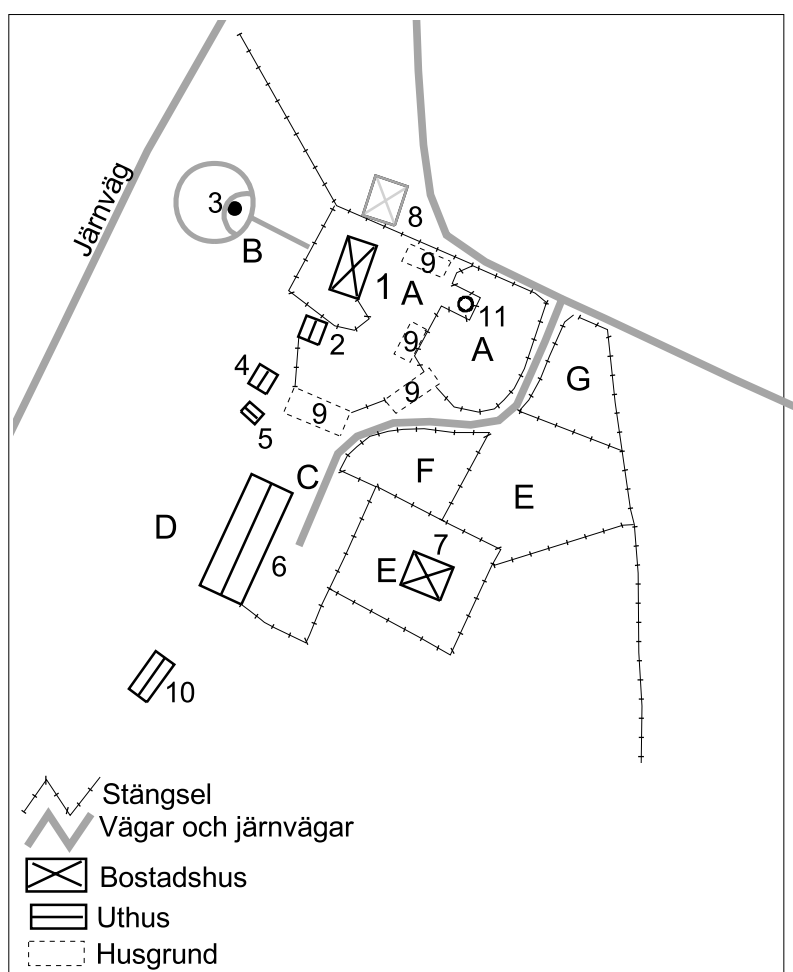 Järnväg
8
3
B
9
1
A
11
2
9
A
4
G
9
9
5
C
F
E
D
7
6
E
10
Stängsel
Vägar och järnvägar
Bostadshus
Uthus
Husgrund